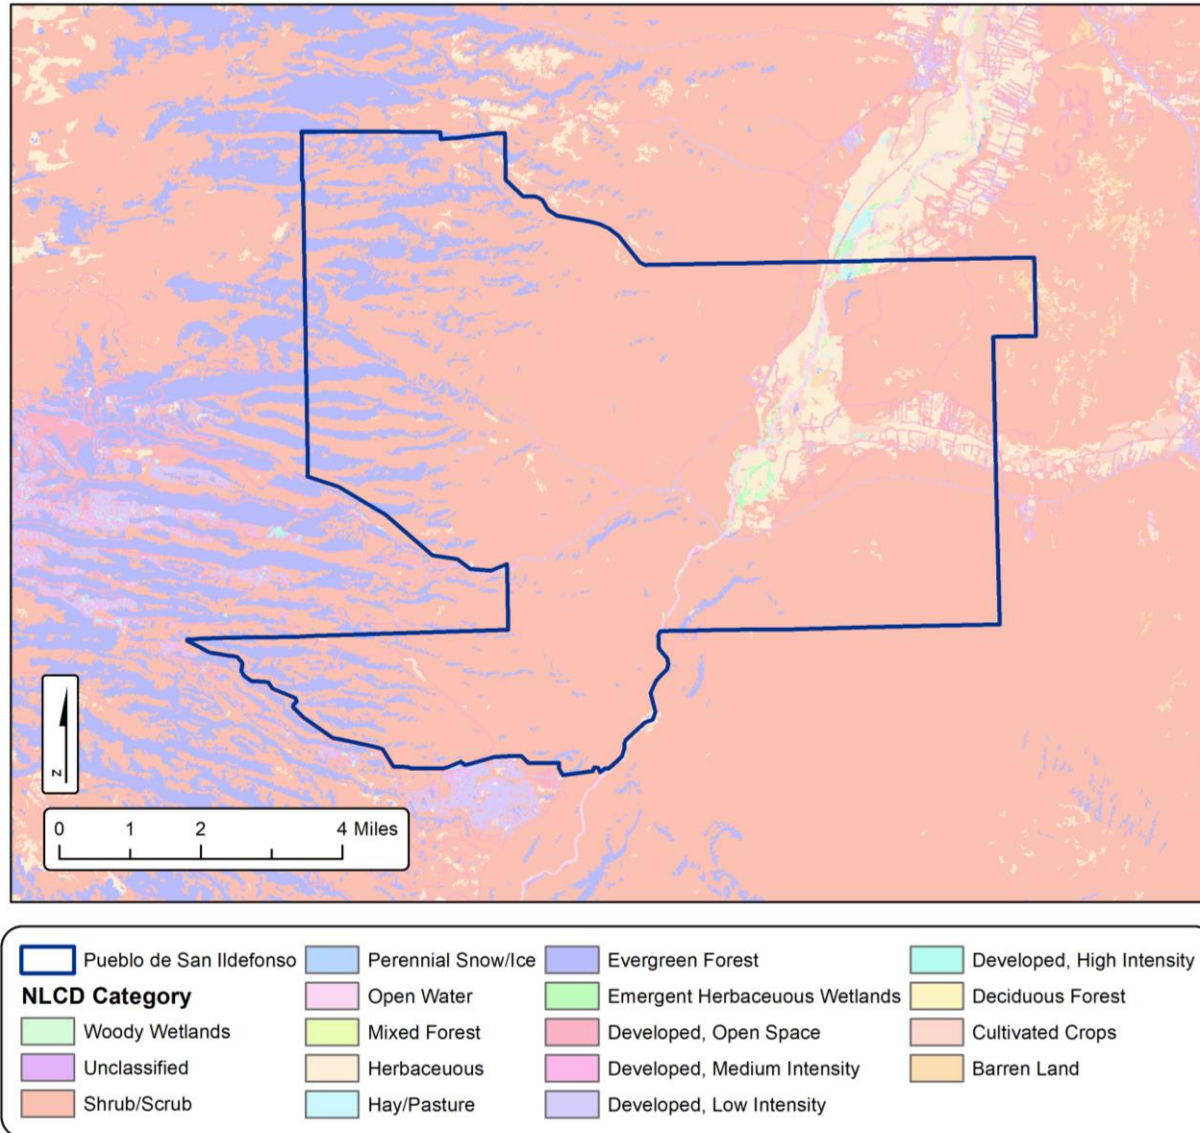 N
0 1 2 4 Miles
Pueblo de San Ildefonso
NLCD Category
Woody Wetlands
Unclassified
Shrub/Scrub
Perennial Snow/Ice
Open Water
Mixed Forest
Herbaceuous
Hay/Pasture
Evergreen Forest
Emergent Herbaceuous Wetlands
Developed, Open Space
Developed, Medium Intensity
Developed, Low Intensity
Developed, High Intensity
Deciduous Forest
Cultivated Crops
Barren Land